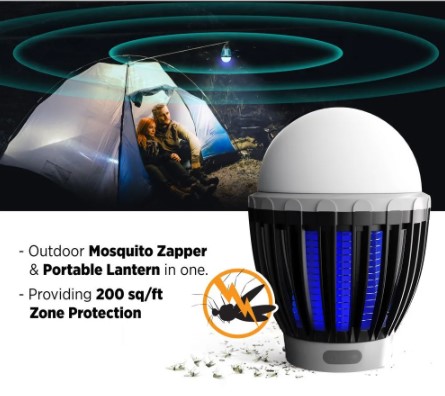 - Outdoor Mosquito Zapper
& Portable Lantern in one.
- Providing 200 sq/ft
Zone Protection